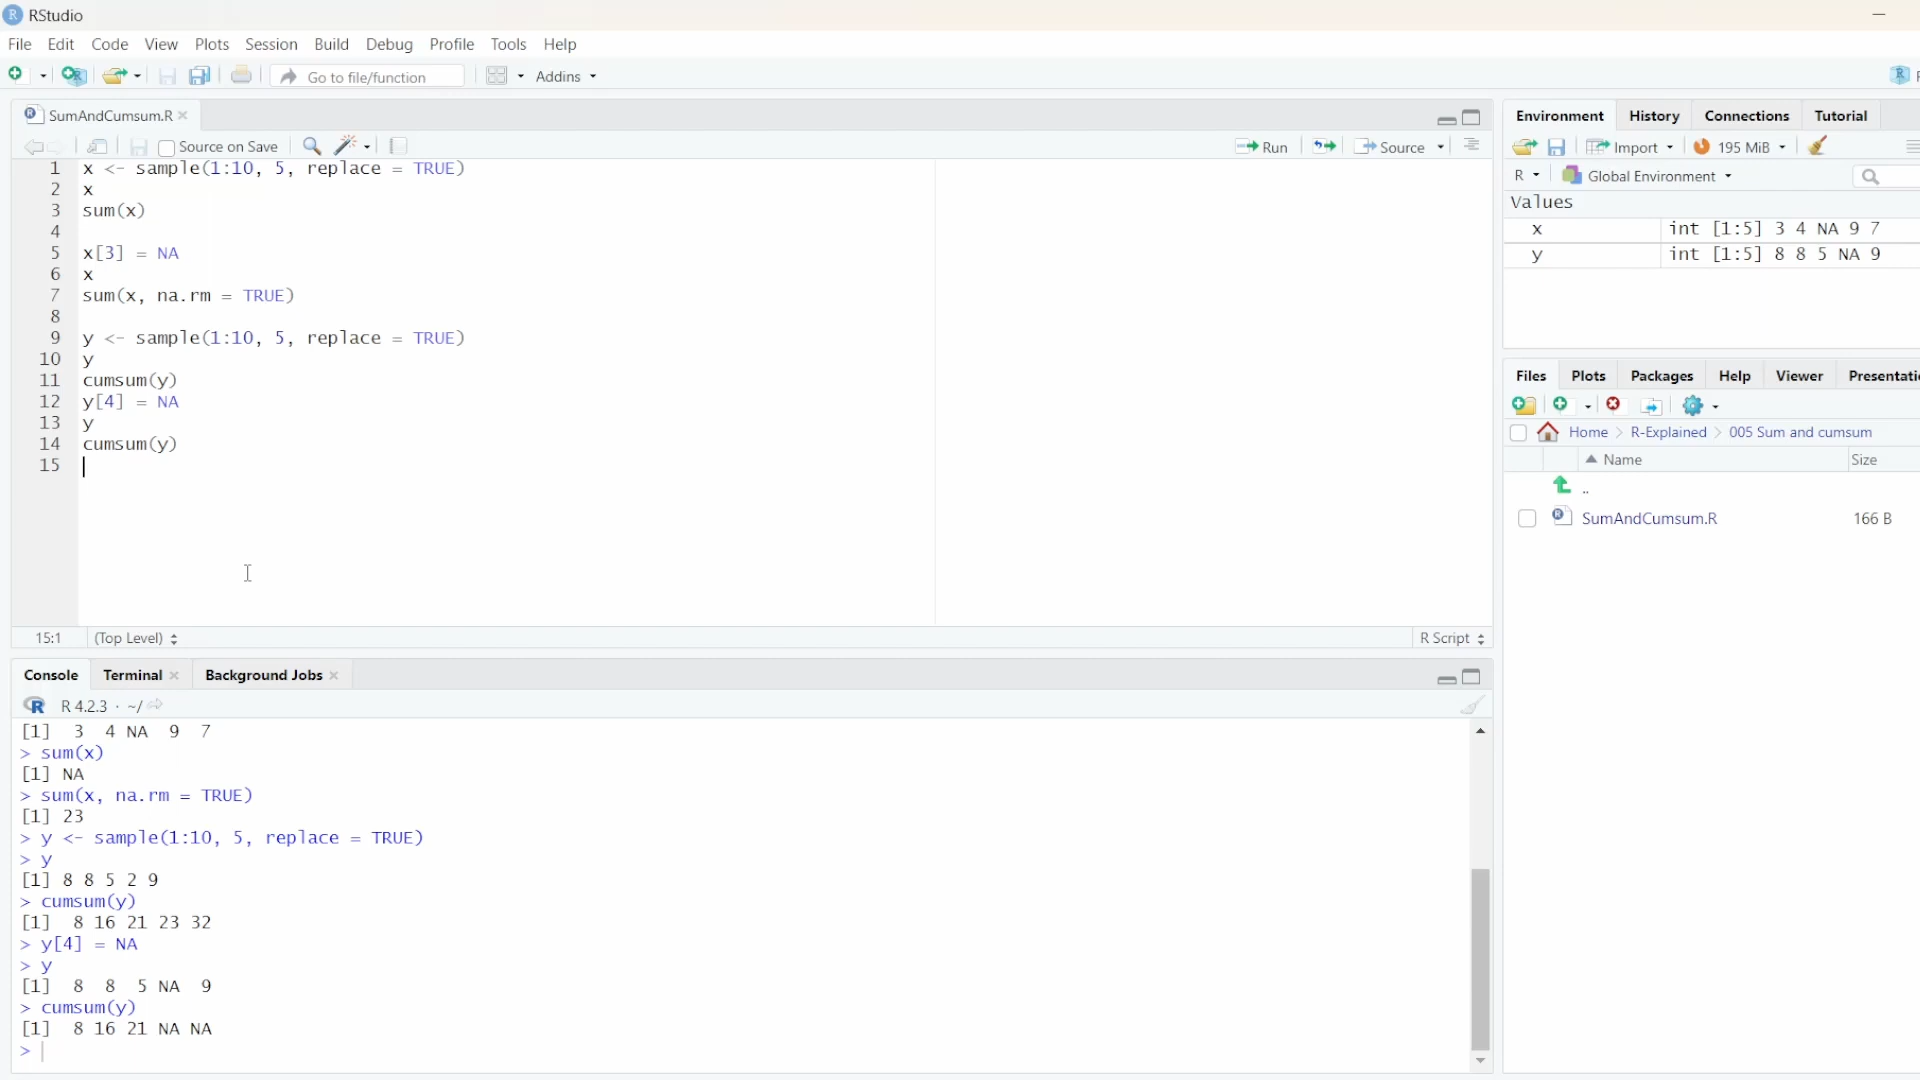 RStudio
File Edit Code View Plots Session Build Debug Profile Tools Help
Go to file/function Addins
SumAndCumsum.R
Source on Save Run Source
1 x <- sample(1:10, 5, replace = TRUE)
2 x
3 sum(x)
4
5 x[3] = NA
6 x
7 sum(x, na.rm = TRUE)
8
9 y <- sample(1:10, 5, replace = TRUE)
10 y
11 cumsum(y)
12 y[4] = NA
13 y
14 cumsum(y)
15
15:1 (Top Level) R Script
Console Terminal Background Jobs
R 4.2.3 · ~/
[1] 3 4 NA 9 7
> sum(x)
[1] NA
> sum(x, na.rm = TRUE)
[1] 23
> y <- sample(1:10, 5, replace = TRUE)
> y
[1] 8 8 5 2 9
> cumsum(y)
[1] 8 16 21 23 32
> y[4] = NA
> y
[1] 8 8 5 NA 9
> cumsum(y)
[1] 8 16 21 NA NA
>
Environment History Connections Tutorial
Import 195 MiB
R Global Environment
Values
x int [1:5] 3 4 NA 9 7
y int [1:5] 8 8 5 NA 9
Files Plots Packages Help Viewer Presentati
Home > R-Explained > 005 Sum and cumsum
Name Size
..
SumAndCumsum.R 166 B